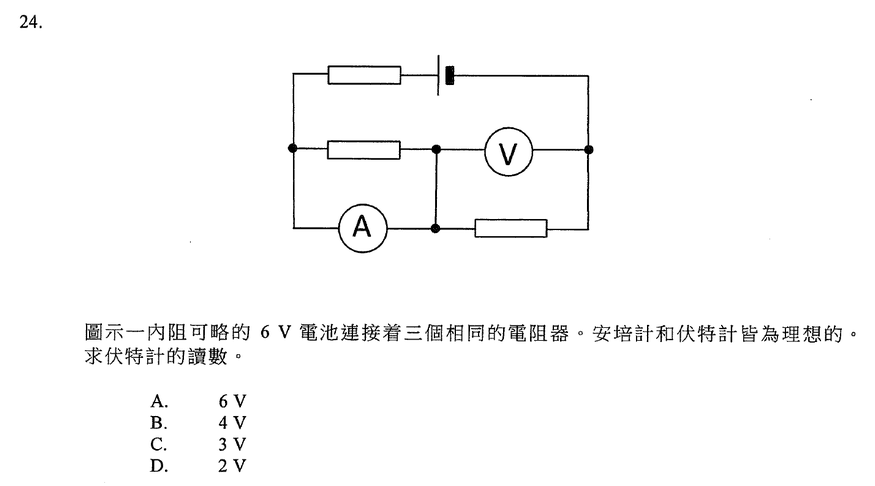 24.
V
A
圖示一內阻可略的 6 V 電池連接着三個相同的電阻器。安培計和伏特計皆為理想的。
求伏特計的讀數。
A. 6 V
B. 4 V
C. 3 V
D. 2 V